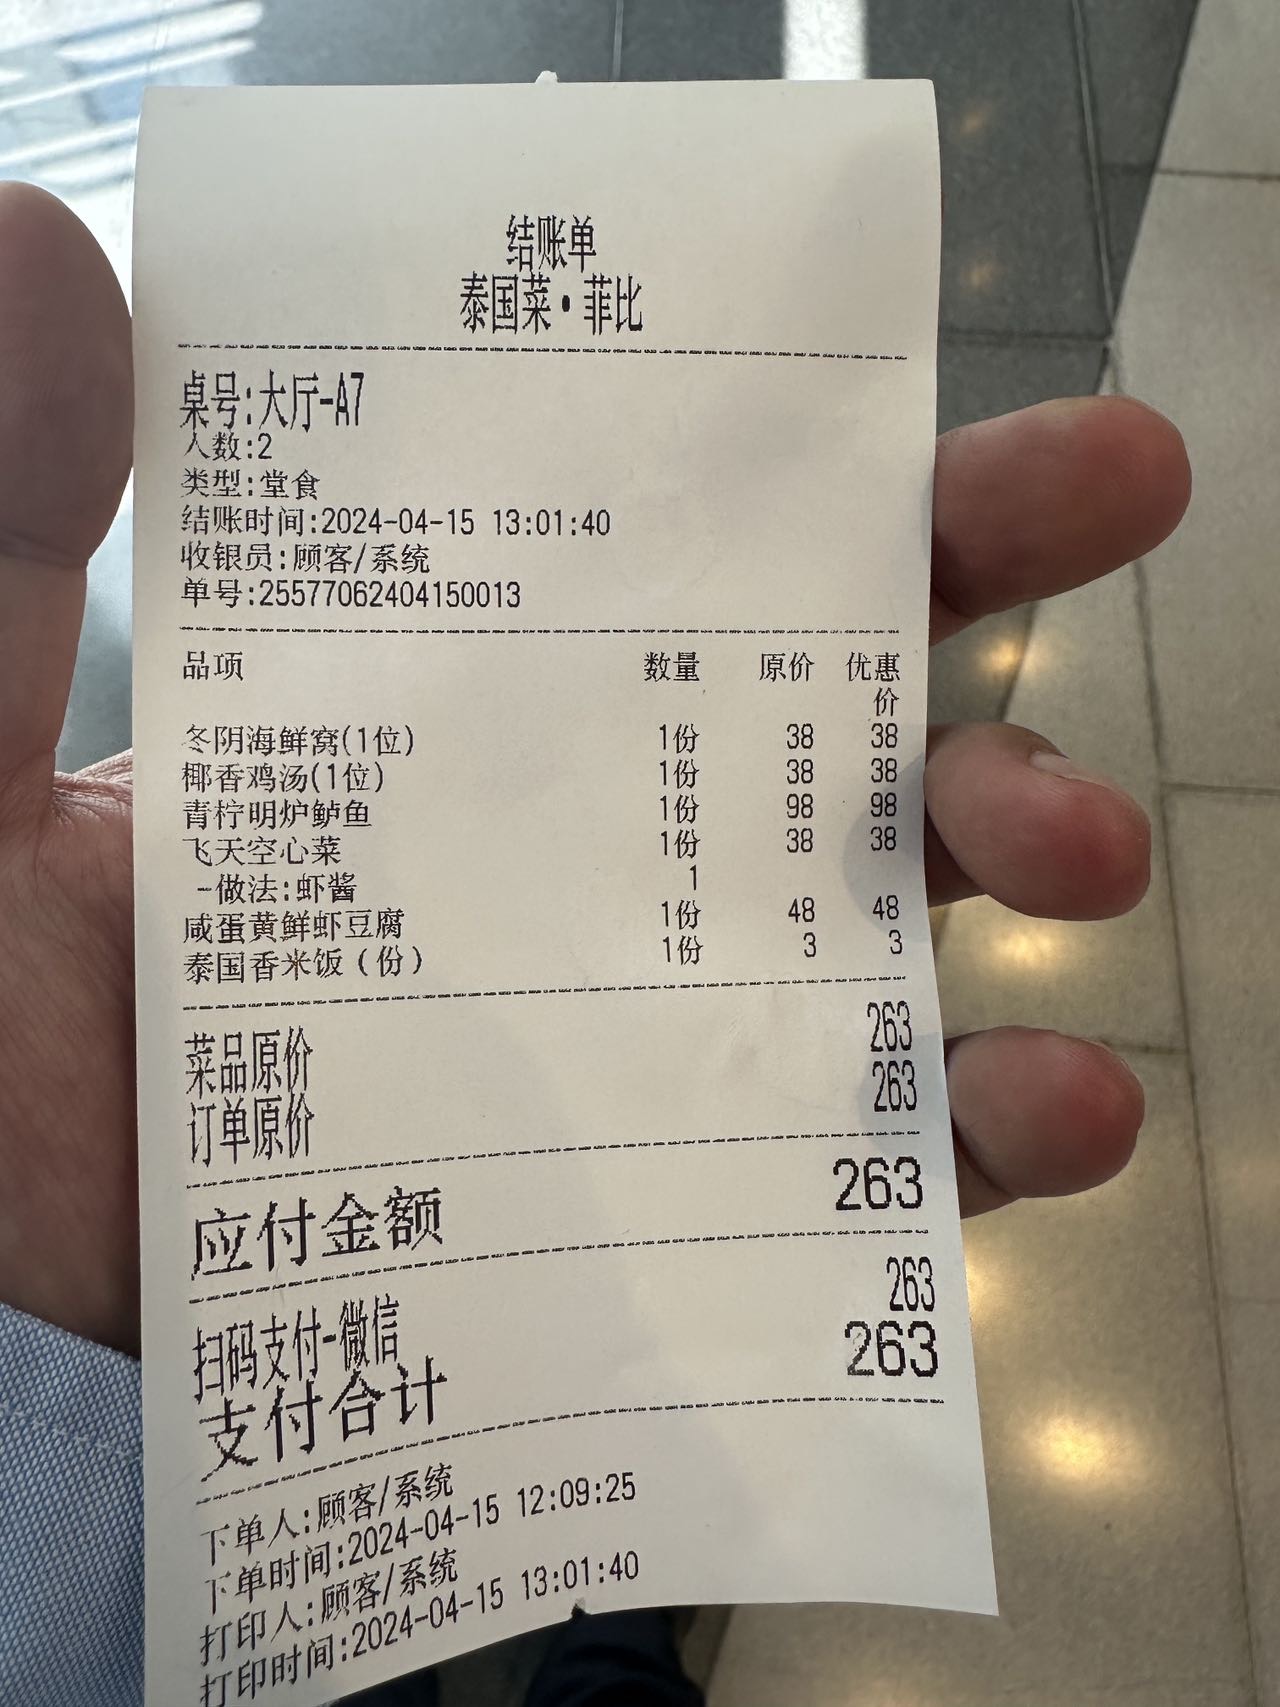 结账单
泰国菜·菲比
桌号:大厅-A7
人数:2
类型:堂食
结账时间:2024-04-15 13:01:40
收银员:顾客/系统
单号:25577062404150013
品项 数量 原价 优惠价
冬阴海鲜窝(1位) 1份 38 38
椰香鸡汤(1位) 1份 38 38
青柠明炉鲈鱼 1份 98 98
飞天空心菜 1份 38 38
-做法:虾酱 1
咸蛋黄鲜虾豆腐 1份 48 48
泰国香米饭(份) 1份 3 3
菜品原价 263
订单原价 263
应付金额 263
扫码支付-微信 263
支付合计 263
下单人:顾客/系统
下单时间:2024-04-15 12:09:25
打印人:顾客/系统
打印时间:2024-04-15 13:01:40